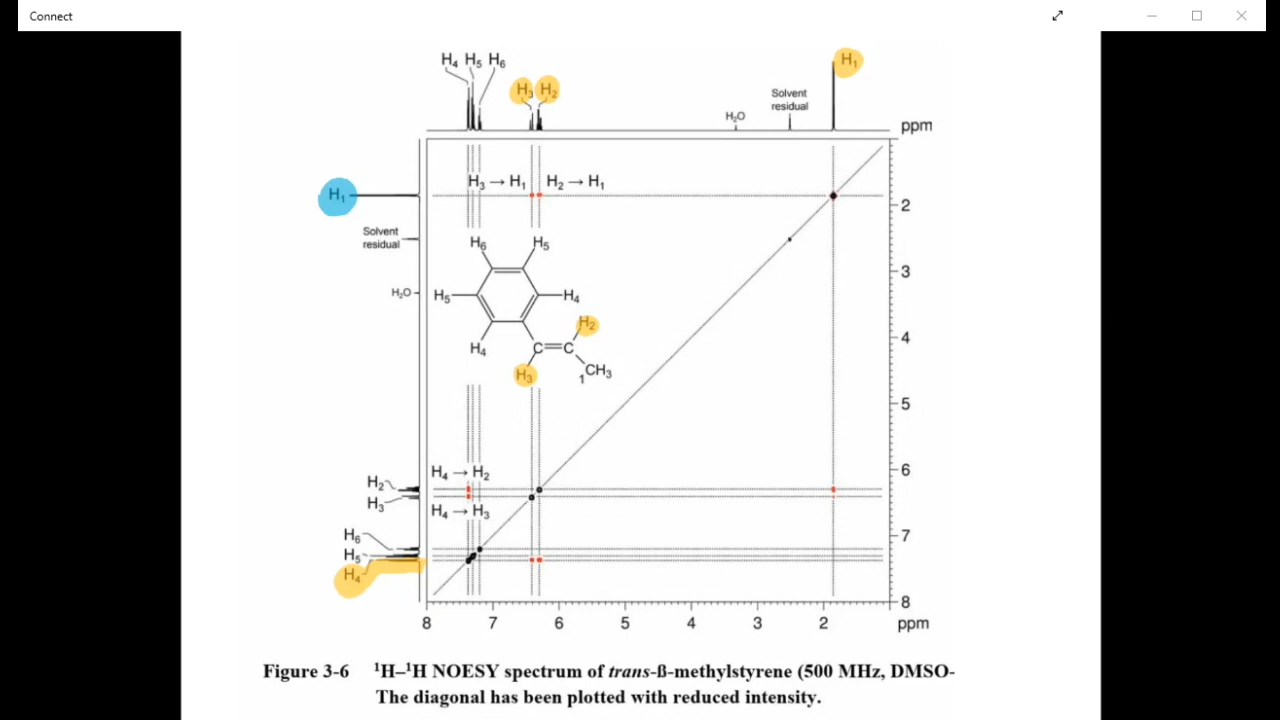 Connect
H₄ H₅ H₆
H₃ H₂
H₁
Solvent
residual
H₂O
ppm
H₃ → H₁ H₂ → H₁
H₁
2
Solvent
residual
H₆ H₅
3
H₂O
H₅ H₄
H₂
4
H₄ C C
H₃ ₁CH₃
5
6
H₄ → H₂
H₂
H₃
H₄ → H₃
7
H₆
H₅
H₄
8
8 7 6 5 4 3 2 ppm
Figure 3-6 ¹H–¹H NOESY spectrum of trans-ß-methylstyrene (500 MHz, DMSO-
The diagonal has been plotted with reduced intensity.